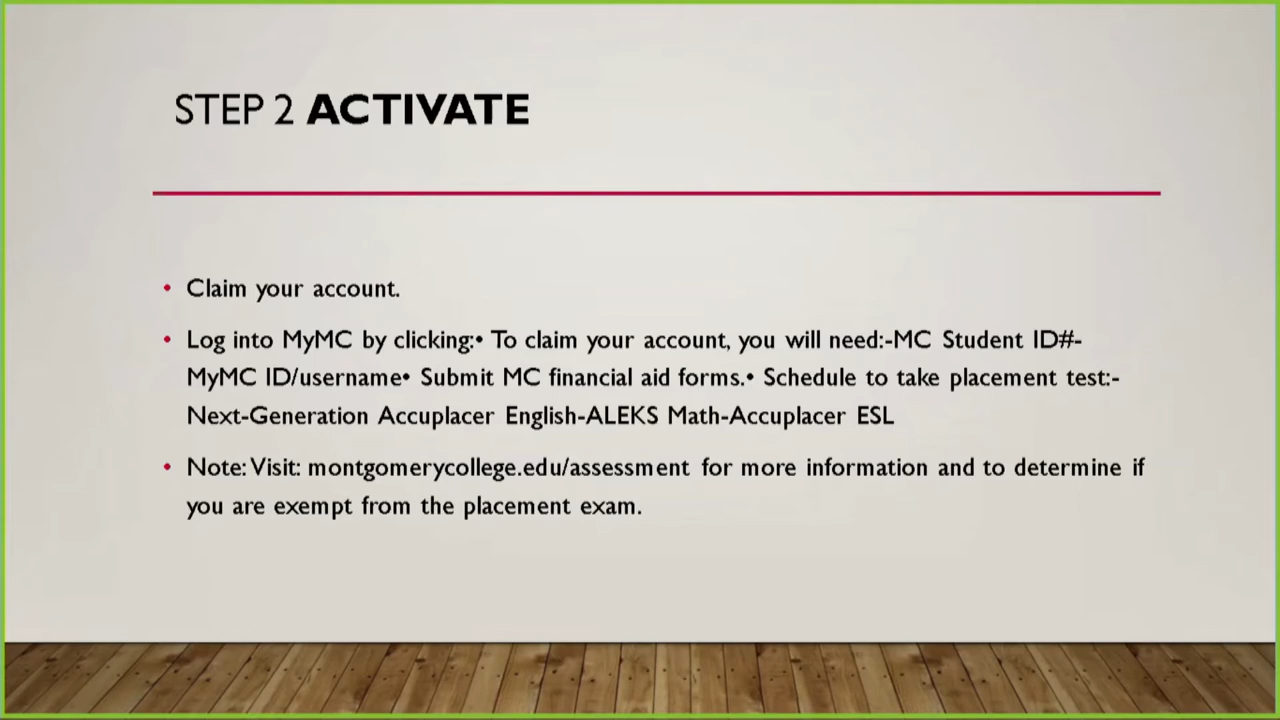 STEP 2 ACTIVATE
• Claim your account.
• Log into MyMC by clicking:• To claim your account, you will need:-MC Student ID#-
MyMC ID/username• Submit MC financial aid forms.• Schedule to take placement test:-
Next-Generation Accuplacer English-ALEKS Math-Accuplacer ESL
• Note: Visit: montgomerycollege.edu/assessment for more information and to determine if
you are exempt from the placement exam.